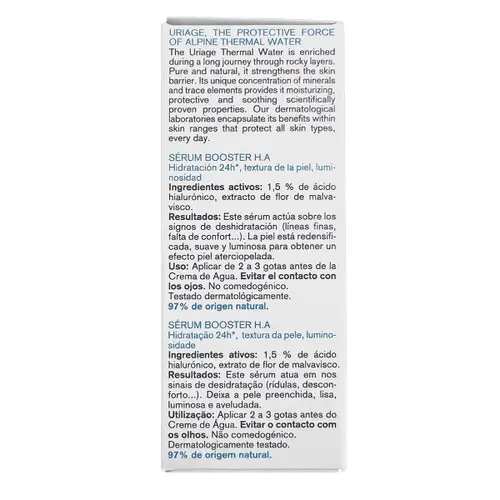 URIAGE, THE PROTECTIVE FORCE
OF ALPINE THERMAL WATER
The Uriage Thermal Water is enriched
during a long journey through rocky layers.
Pure and natural, it strengthens the skin
barrier. Its unique concentration of minerals
and trace elements provides it moisturizing,
protective and soothing scientifically
proven properties. Our dermatological
laboratories encapsulate its benefits within
skin ranges that protect all skin types,
every day.
SÉRUM BOOSTER H.A
Hidratación 24h*, textura de la piel, lumi-
nosidad
Ingredientes activos: 1,5 % de ácido
hialurónico, extracto de flor de malva-
visco.
Resultados: Este sérum actúa sobre los
signos de deshidratación (líneas finas,
falta de confort...). La piel está redensifi-
cada, suave y luminosa para obtener un
efecto piel aterciopelada.
Uso: Aplicar de 2 a 3 gotas antes de la
Crema de Agua. Evitar el contacto con
los ojos. No comedogénico.
Testado dermatológicamente.
97% de origen natural.
SÉRUM BOOSTER H.A
Hidratação 24h*, textura da pele, lumino-
sidade
Ingredientes ativos: 1,5 % de ácido
hialurónico, extrato de flor de malvavisco.
Resultados: Este sérum atua em nos
sinais de desidratação (rídulas, descon-
forto...). Deixa a pele preenchida, lisa,
luminosa e aveludada.
Utilização: Aplicar 2 a 3 gotas antes do
Creme de Água. Evitar o contacto com
os olhos. Não comedogénico.
Dermatologicamente testado.
97% de origem natural.